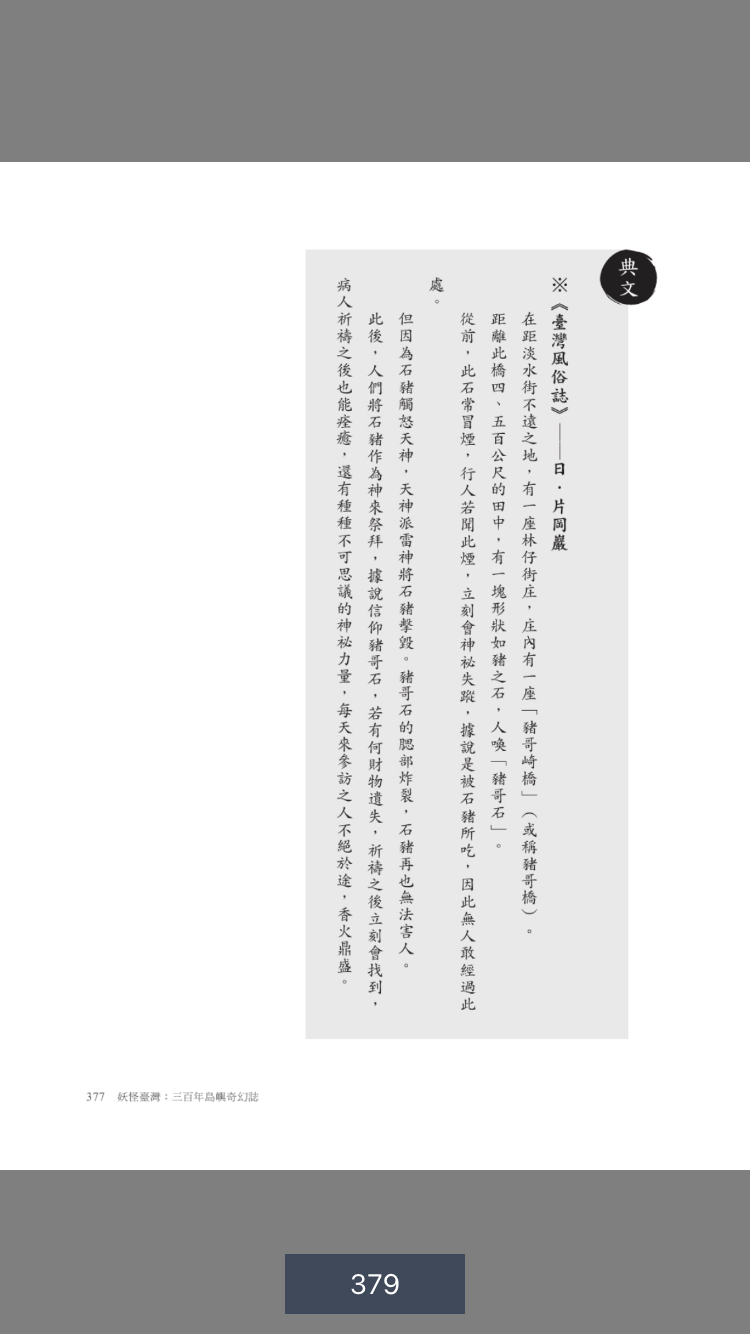 典文
※《臺灣風俗誌》——日．片岡巖
在距淡水街不遠之地，有一座林仔街庄，庄內有一座「豬哥崎橋」（或稱豬哥橋）。
距離此橋四、五百公尺的田中，有一塊形狀如豬之石，人喚「豬哥石」。
從前，此石常冒煙，行人若聞此煙，立刻會神祕失蹤，據說是被石豬所吃，因此無人敢經過此
處。
但因為石豬觸怒天神，天神派雷神將石豬擊毀。豬哥石的腮部炸裂，石豬再也無法害人。
此後，人們將石豬作為神來祭拜，據說信仰豬哥石，若有何財物遺失，祈禱之後立刻會找到，
病人祈禱之後也能痊癒，還有種種不可思議的神祕力量，每天來參訪之人不絕於途，香火鼎盛。
377 妖怪臺灣：三百年島嶼奇幻誌
379